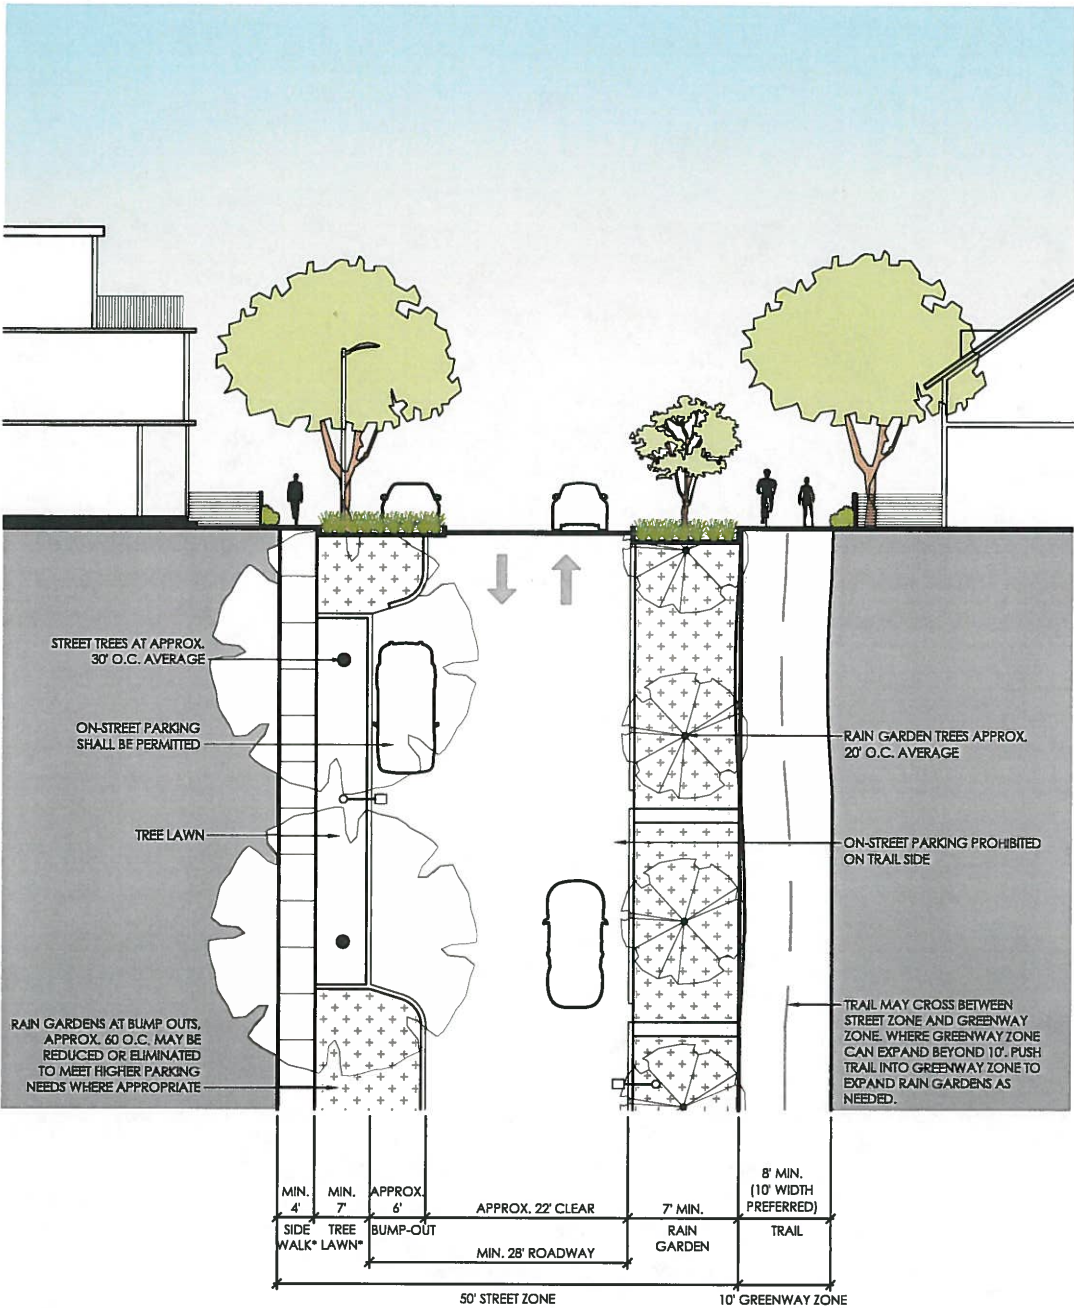 STREET TREES AT APPROX.
30' O.C. AVERAGE
ON-STREET PARKING
SHALL BE PERMITTED
TREE LAWN
RAIN GARDENS AT BUMP OUTS,
APPROX. 60 O.C. MAY BE
REDUCED OR ELIMINATED
TO MEET HIGHER PARKING
NEEDS WHERE APPROPRIATE
RAIN GARDEN TREES APPROX.
20' O.C. AVERAGE
ON-STREET PARKING PROHIBITED
ON TRAIL SIDE
TRAIL MAY CROSS BETWEEN
STREET ZONE AND GREENWAY
ZONE. WHERE GREENWAY ZONE
CAN EXPAND BEYOND 10'. PUSH
TRAIL INTO GREENWAY ZONE TO
EXPAND RAIN GARDENS AS
NEEDED.
MIN.
4'
SIDE
WALK*
MIN.
7'
TREE
LAWN*
APPROX.
6'
BUMP-OUT
APPROX. 22' CLEAR
7' MIN.
RAIN
GARDEN
8' MIN.
(10' WIDTH
PREFERRED)
TRAIL
MIN. 28' ROADWAY
50' STREET ZONE
10' GREENWAY ZONE